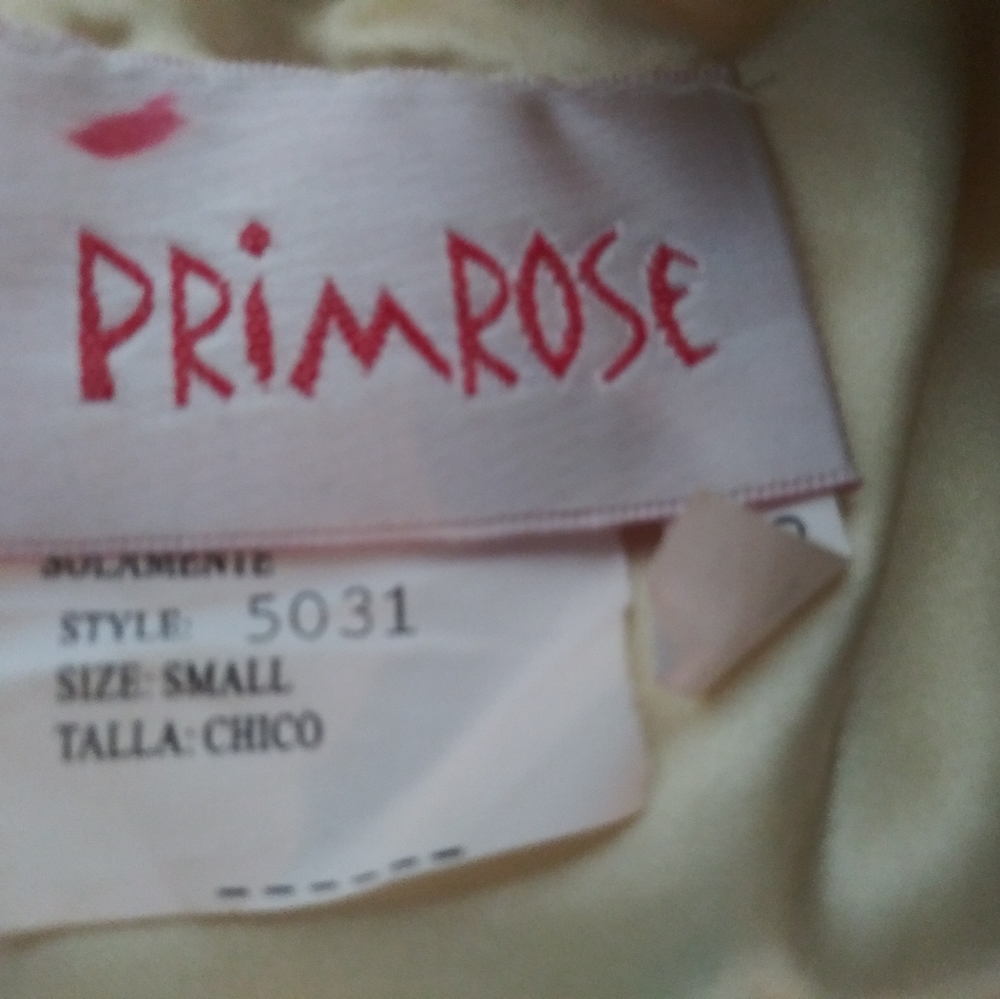 PRiMROSE
SOLAMENTE
STYLE: 5031
SIZE: SMALL
TALLA: CHICO